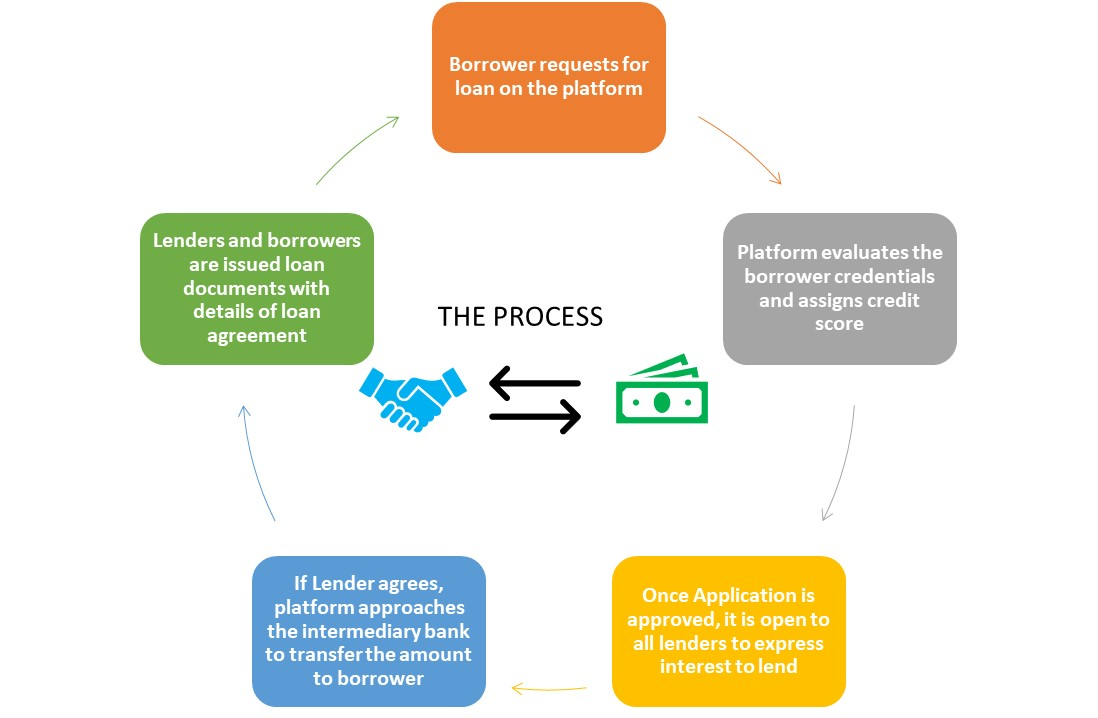 Borrower requests for
loan on the platform
Platform evaluates the
borrower credentials
and assigns credit
score
Once Application is
approved, it is open to
all lenders to express
interest to lend
If Lender agrees,
platform approaches
the intermediary bank
to transfer the amount
to borrower
Lenders and borrowers
are issued loan
documents with
details of loan
agreement
THE PROCESS